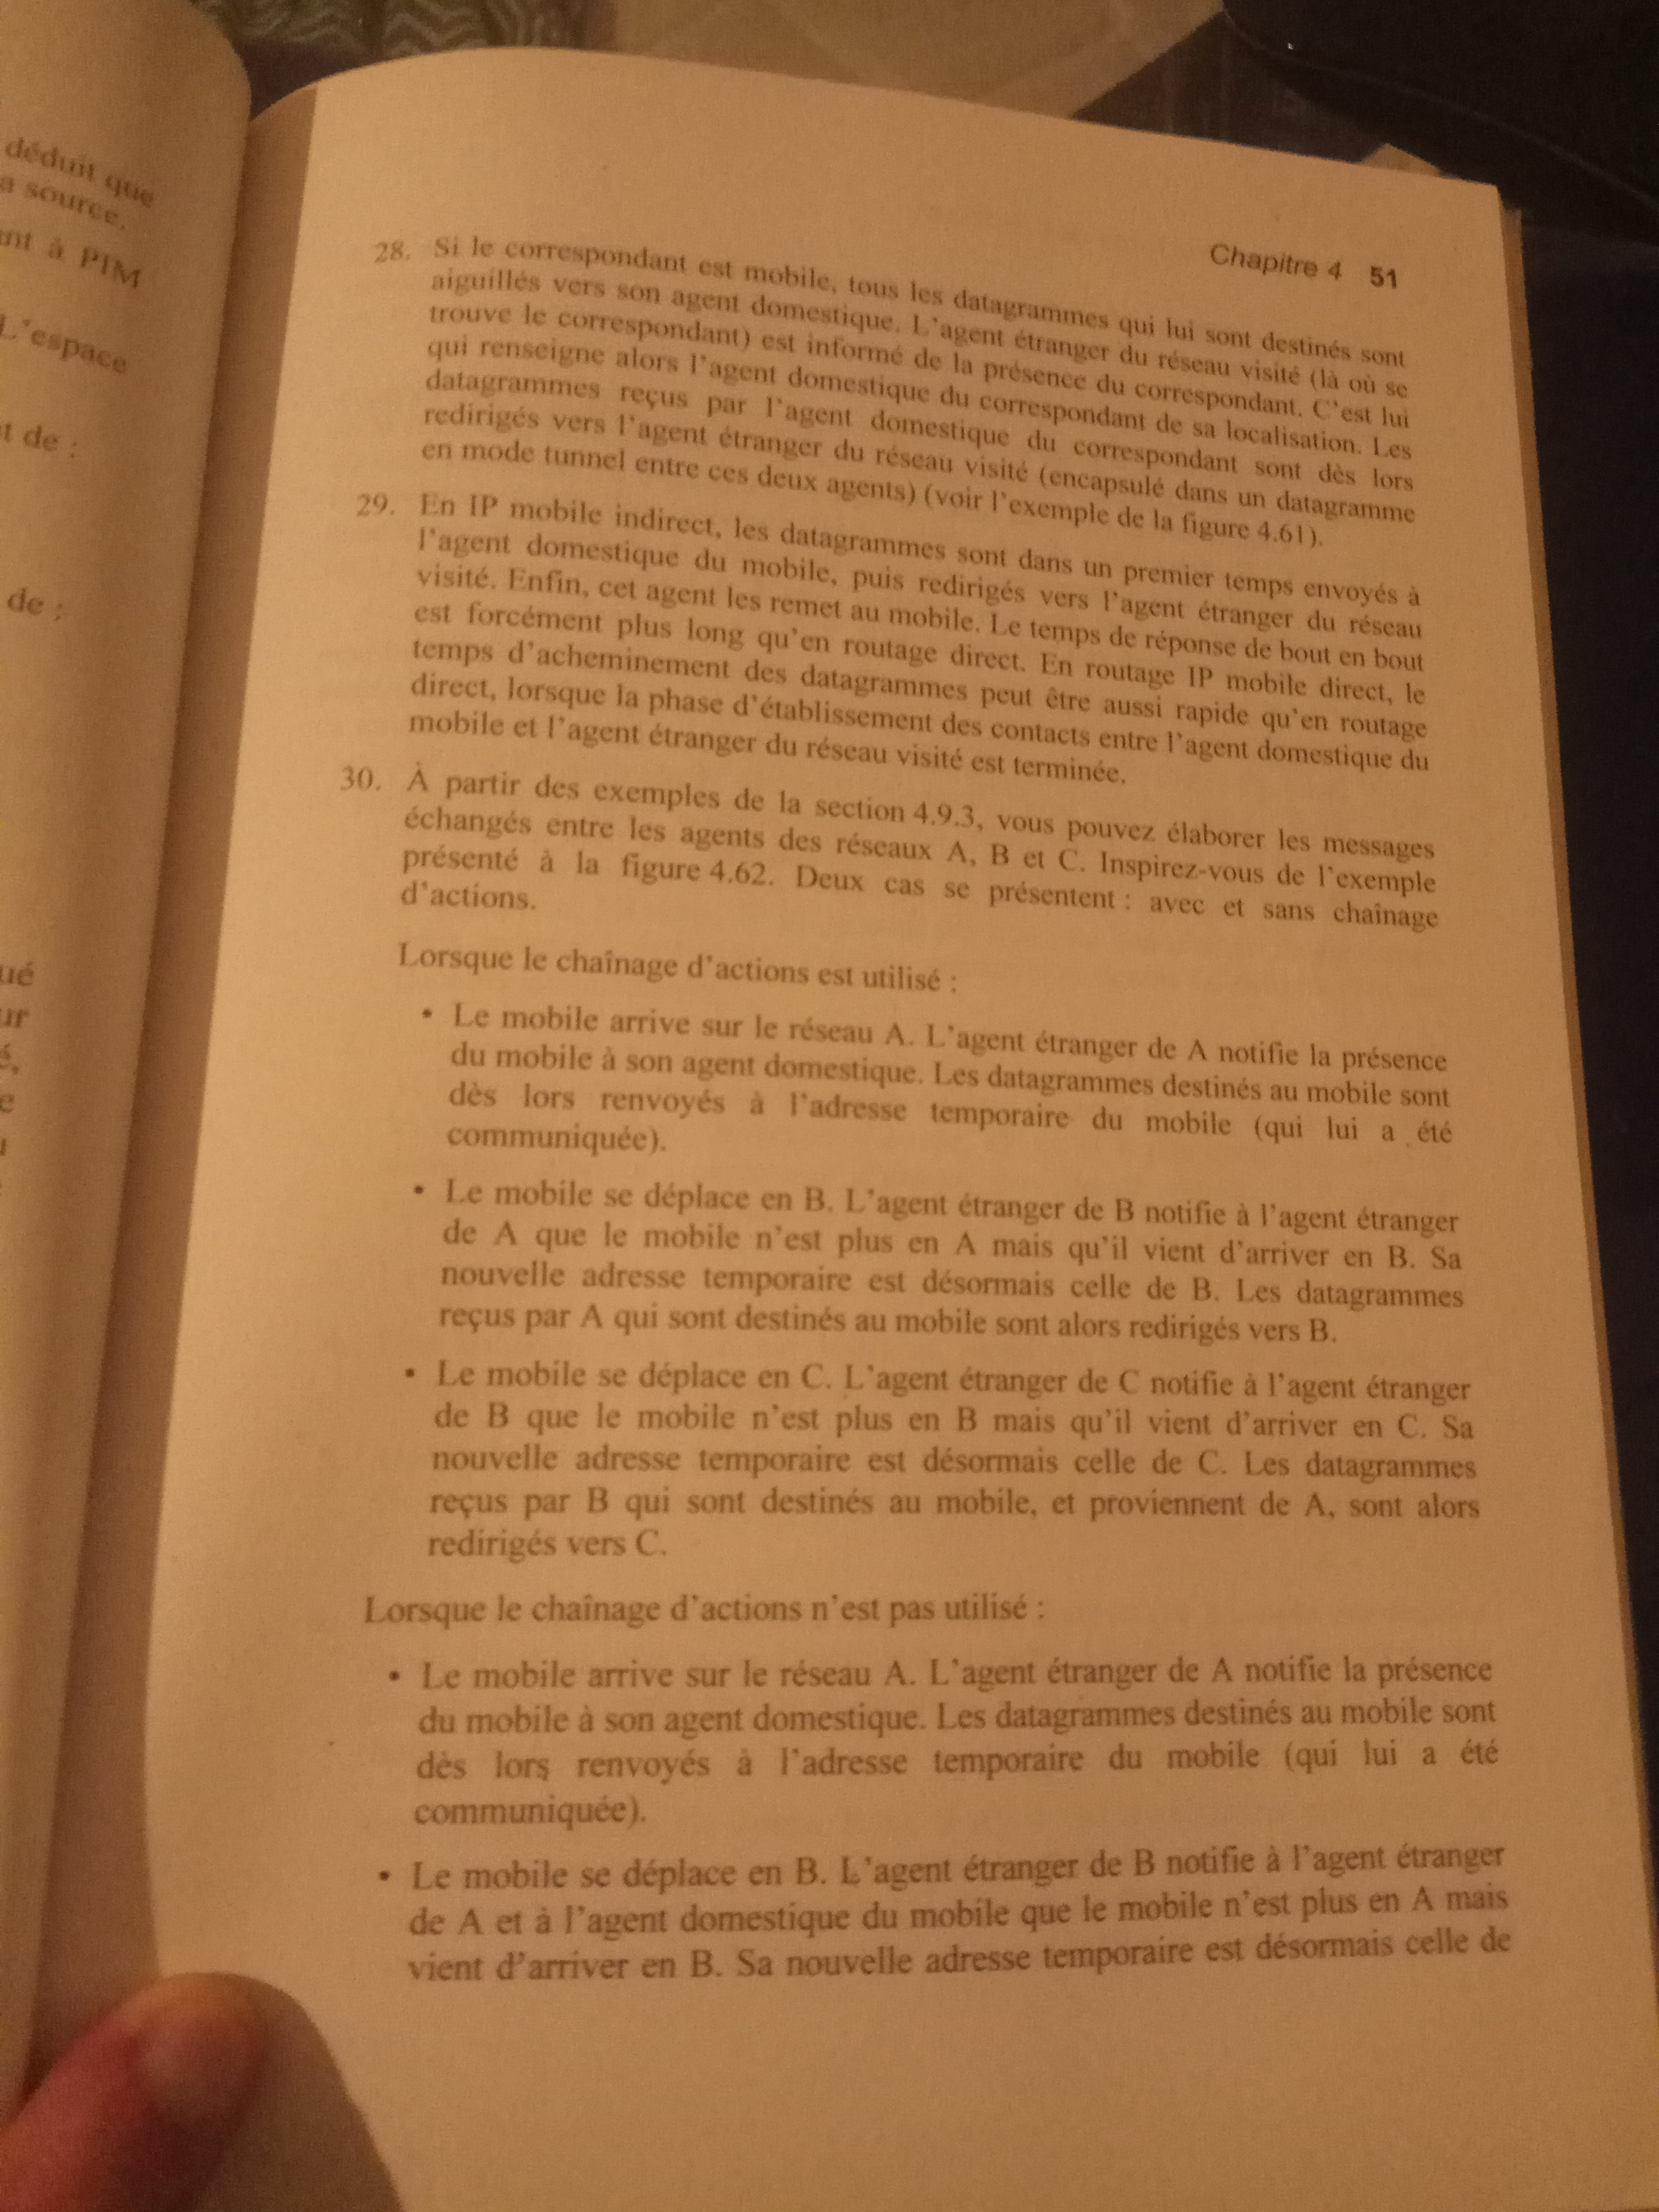 déduit que
a source.
nt à PIM
L'espace
t de :
de :
ué
ur
é,
e
Chapitre 4 51
28. Si le correspondant est mobile, tous les datagrammes qui lui sont destinés sont
aiguillés vers son agent domestique. L'agent étranger du réseau visité (là où se
trouve le correspondant) est informé de la présence du correspondant. C'est lui
qui renseigne alors l'agent domestique du correspondant de sa localisation. Les
datagrammes reçus par l'agent domestique du correspondant sont dès lors
redirigés vers l'agent étranger du réseau visité (encapsulé dans un datagramme
en mode tunnel entre ces deux agents) (voir l'exemple de la figure 4.61).
29. En IP mobile indirect, les datagrammes sont dans un premier temps envoyés à
l'agent domestique du mobile, puis redirigés vers l'agent étranger du réseau
visité. Enfin, cet agent les remet au mobile. Le temps de réponse de bout en bout
est forcément plus long qu'en routage direct. En routage IP mobile direct, le
temps d'acheminement des datagrammes peut être aussi rapide qu'en routage
direct, lorsque la phase d'établissement des contacts entre l'agent domestique du
mobile et l'agent étranger du réseau visité est terminée.
30. À partir des exemples de la section 4.9.3, vous pouvez élaborer les messages
échangés entre les agents des réseaux A, B et C. Inspirez-vous de l'exemple
présenté à la figure 4.62. Deux cas se présentent : avec et sans chaînage
d'actions.
Lorsque le chaînage d'actions est utilisé :
• Le mobile arrive sur le réseau A. L'agent étranger de A notifie la présence
du mobile à son agent domestique. Les datagrammes destinés au mobile sont
dès lors renvoyés à l'adresse temporaire du mobile (qui lui a été
communiquée).
• Le mobile se déplace en B. L'agent étranger de B notifie à l'agent étranger
de A que le mobile n'est plus en A mais qu'il vient d'arriver en B. Sa
nouvelle adresse temporaire est désormais celle de B. Les datagrammes
reçus par A qui sont destinés au mobile sont alors redirigés vers B.
• Le mobile se déplace en C. L'agent étranger de C notifie à l'agent étranger
de B que le mobile n'est plus en B mais qu'il vient d'arriver en C. Sa
nouvelle adresse temporaire est désormais celle de C. Les datagrammes
reçus par B qui sont destinés au mobile, et proviennent de A, sont alors
redirigés vers C.
Lorsque le chaînage d'actions n'est pas utilisé :
• Le mobile arrive sur le réseau A. L'agent étranger de A notifie la présence
du mobile à son agent domestique. Les datagrammes destinés au mobile sont
dès lors renvoyés à l'adresse temporaire du mobile (qui lui a été
communiquée).
• Le mobile se déplace en B. L'agent étranger de B notifie à l'agent étranger
de A et à l'agent domestique du mobile que le mobile n'est plus en A mais
vient d'arriver en B. Sa nouvelle adresse temporaire est désormais celle de